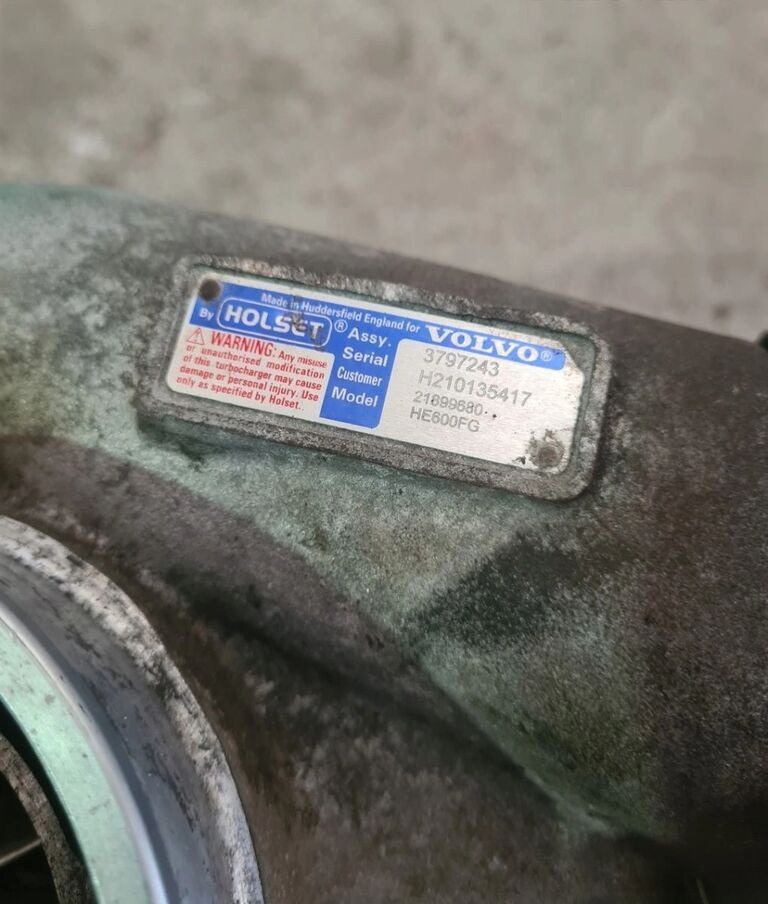 Made in Huddersfield England for VOLVO®
By HOLSET®
WARNING: Any misuse
or unauthorised modification
of this turbocharger may cause
damage or personal injury. Use
only as specified by Holset.
Assy. 3797243
Serial H210135417
Customer 21899680
Model HE600FG